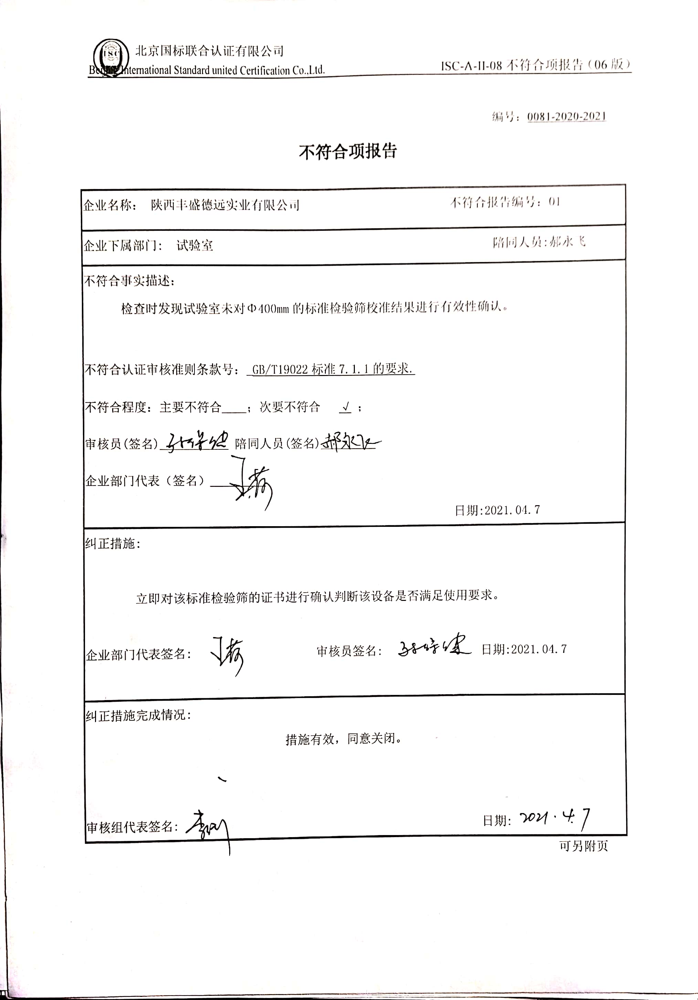 ISC
北京国标联合认证有限公司
Beijing International Standard united Certification Co.,Ltd.
ISC-A-II-08 不符合项报告（06 版）
编号：0081-2020-2021
不符合项报告
企业名称： 陕西丰盛德远实业有限公司 不符合报告编号：01
企业下属部门： 试验室 陪同人员:郝永飞
不符合事实描述：
检查时发现试验室未对Φ400mm 的标准检验筛校准结果进行有效性确认。
不符合认证审核准则条款号： GB/T19022 标准 7.1.1 的要求.
不符合程度：主要不符合____；次要不符合 √ ；
审核员(签名) 陪同人员(签名) 郝永飞
企业部门代表（签名）
日期:2021.04.7
纠正措施：
立即对该标准检验筛的证书进行确认判断该设备是否满足使用要求。
企业部门代表签名： 审核员签名： 日期:2021.04.7
纠正措施完成情况：
措施有效，同意关闭。
审核组代表签名： 日期: 2021.4.7
可另附页